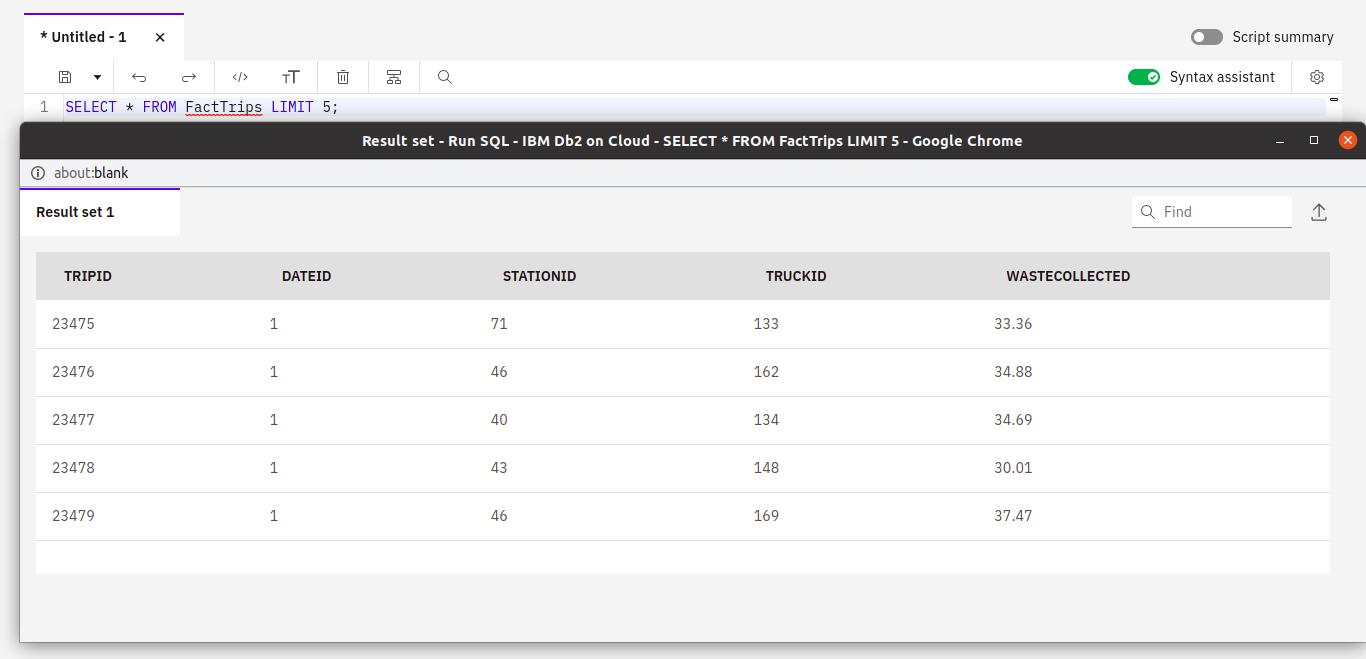 * Untitled - 1
Script summary
Syntax assistant
1 SELECT * FROM FactTrips LIMIT 5;
Result set - Run SQL - IBM Db2 on Cloud - SELECT * FROM FactTrips LIMIT 5 - Google Chrome
about:blank
Result set 1
Find
TRIPID DATEID STATIONID TRUCKID WASTECOLLECTED
23475 1 71 133 33.36
23476 1 46 162 34.88
23477 1 40 134 34.69
23478 1 43 148 30.01
23479 1 46 169 37.47